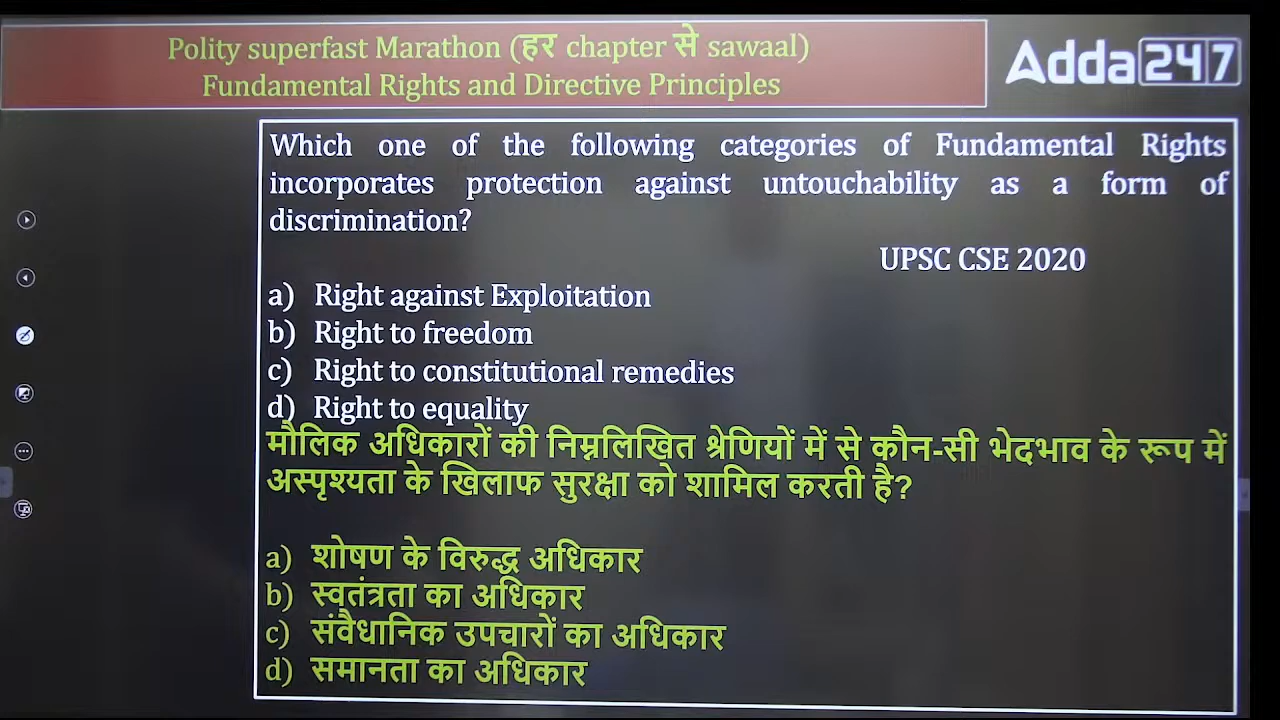 Polity superfast Marathon (हर chapter से sawaal)
Fundamental Rights and Directive Principles
Adda247
Which one of the following categories of Fundamental Rights
incorporates protection against untouchability as a form of
discrimination?
UPSC CSE 2020
a) Right against Exploitation
b) Right to freedom
c) Right to constitutional remedies
d) Right to equality
मौलिक अधिकारों की निम्नलिखित श्रेणियों में से कौन-सी भेदभाव के रूप में
अस्पृश्यता के खिलाफ सुरक्षा को शामिल करती है?
a) शोषण के विरुद्ध अधिकार
b) स्वतंत्रता का अधिकार
c) संवैधानिक उपचारों का अधिकार
d) समानता का अधिकार